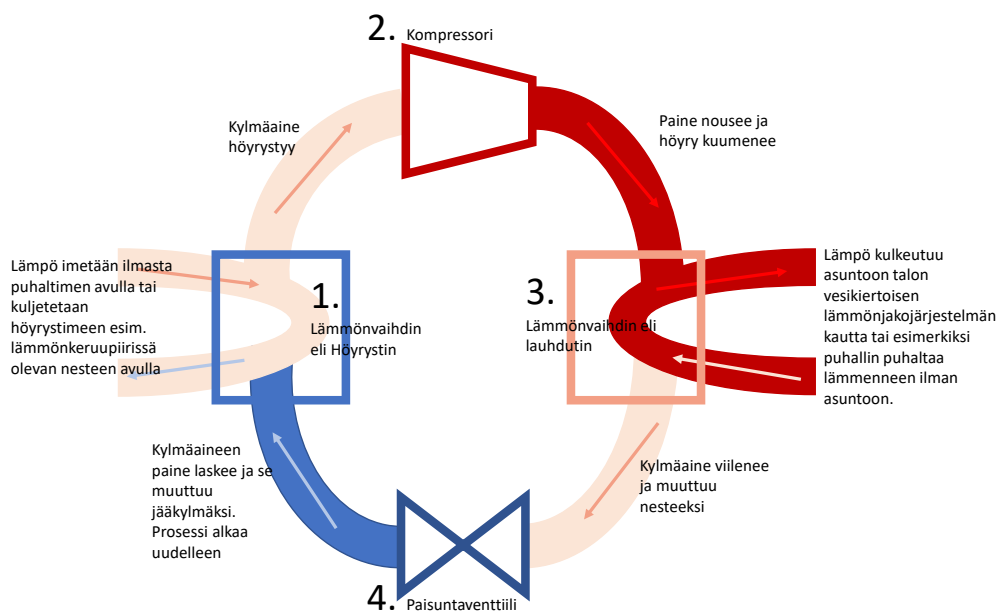 2. Kompressori
Kylmäaine
höyrystyy
Paine nousee ja
höyry kuumenee
Lämpö imetään ilmasta
puhaltimen avulla tai
kuljetetaan
höyrystimeen esim.
lämmönkeruupiirissä
olevan nesteen avulla
1.
Lämmönvaihdin
eli Höyrystin
3.
Lämmönvaihdin eli
lauhdutin
Lämpö kulkeutuu
asuntoon talon
vesikiertoisen
lämmönjakojärjestelmän
kautta tai esimerkiksi
puhallin puhaltaa
lämmenneen ilman
asuntoon.
Kylmäaineen
paine laskee ja se
muuttuu
jääkylmäksi.
Prosessi alkaa
uudelleen
Kylmäaine viilenee
ja muuttuu
nesteeksi
4. Paisuntaventtiili